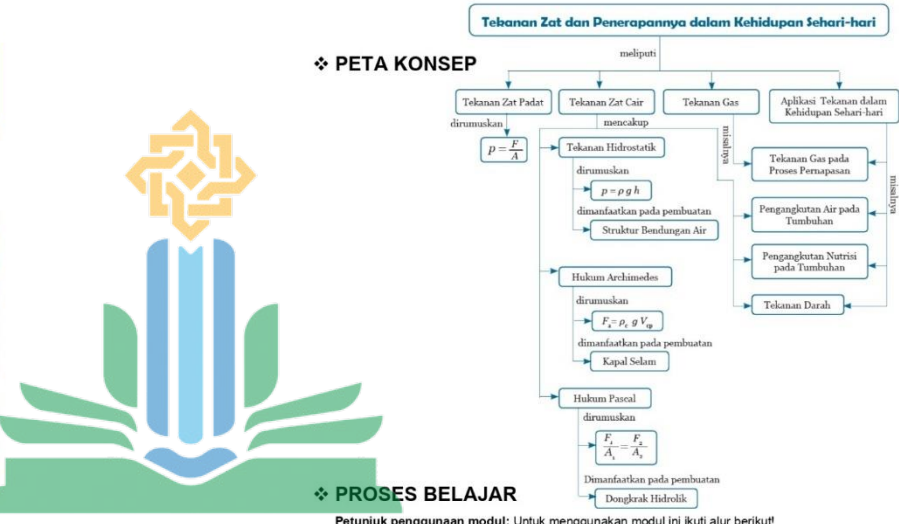 Tekanan Zat dan Penerapannya dalam Kehidupan Sehari-hari
meliputi
❖ PETA KONSEP
Tekanan Zat Padat
Tekanan Zat Cair
Tekanan Gas
Aplikasi Tekanan dalam
Kehidupan Sehari-hari
dirumuskan
p = F/A
mencakup
Tekanan Hidrostatik
dirumuskan
p = ρ g h
dimanfaatkan pada pembuatan
Struktur Bendungan Air
Hukum Archimedes
dirumuskan
Fₐ = ρ_c g V_cp
dimanfaatkan pada pembuatan
Kapal Selam
Hukum Pascal
dirumuskan
F₁/A₁ = F₂/A₂
Dimanfaatkan pada pembuatan
Dongkrak Hidrolik
misalnya
misalnya
Tekanan Gas pada
Proses Pernapasan
Pengangkutan Air pada
Tumbuhan
Pengangkutan Nutrisi
pada Tumbuhan
Tekanan Darah
❖ PROSES BELAJAR
Petunjuk penggunaan modul: Untuk menggunakan modul ini ikuti alur berikut!